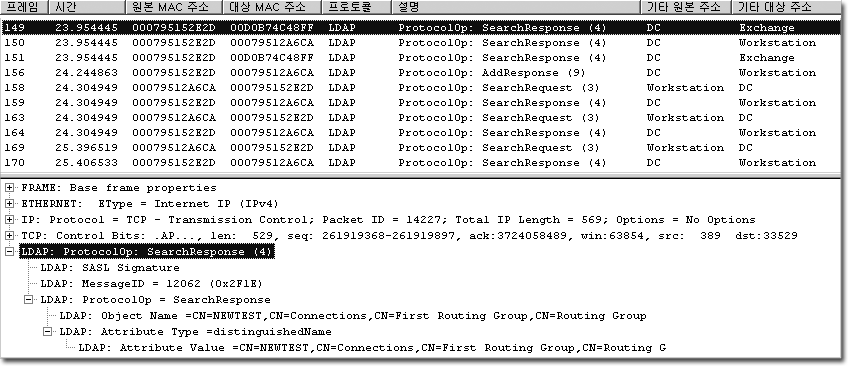 프레임 시간 원본 MAC 주소 대상 MAC 주소 프로토콜 설명 기타 원본 주소 기타 대상 주소
149 23.954445 000795152E2D 00D0B74C48FF LDAP ProtocolOp: SearchResponse (4) DC Exchange
150 23.954445 000795152E2D 00079512A6CA LDAP ProtocolOp: SearchResponse (4) DC Workstation
151 23.954445 000795152E2D 00D0B74C48FF LDAP ProtocolOp: SearchResponse (4) DC Exchange
156 24.244863 000795152E2D 00079512A6CA LDAP ProtocolOp: AddResponse (9) DC Workstation
158 24.304949 00079512A6CA 000795152E2D LDAP ProtocolOp: SearchRequest (3) Workstation DC
159 24.304949 000795152E2D 00079512A6CA LDAP ProtocolOp: SearchResponse (4) DC Workstation
163 24.304949 00079512A6CA 000795152E2D LDAP ProtocolOp: SearchRequest (3) Workstation DC
164 24.304949 000795152E2D 00079512A6CA LDAP ProtocolOp: SearchResponse (4) DC Workstation
169 25.396519 00079512A6CA 000795152E2D LDAP ProtocolOp: SearchRequest (3) Workstation DC
170 25.406533 000795152E2D 00079512A6CA LDAP ProtocolOp: SearchResponse (4) DC Workstation
FRAME: Base frame properties
ETHERNET: EType = Internet IP (IPv4)
IP: Protocol = TCP - Transmission Control; Packet ID = 14227; Total IP Length = 569; Options = No Options
TCP: Control Bits: .AP..., len: 529, seq: 261919368-261919897, ack:3724058489, win:63854, src: 389 dst:33529
LDAP: ProtocolOp: SearchResponse (4)
LDAP: SASL Signature
LDAP: MessageID = 12062 (0x2F1E)
LDAP: ProtocolOp = SearchResponse
LDAP: Object Name =CN=NEWTEST,CN=Connections,CN=First Routing Group,CN=Routing Group
LDAP: Attribute Type =distinguishedName
LDAP: Attribute Value =CN=NEWTEST,CN=Connections,CN=First Routing Group,CN=Routing G